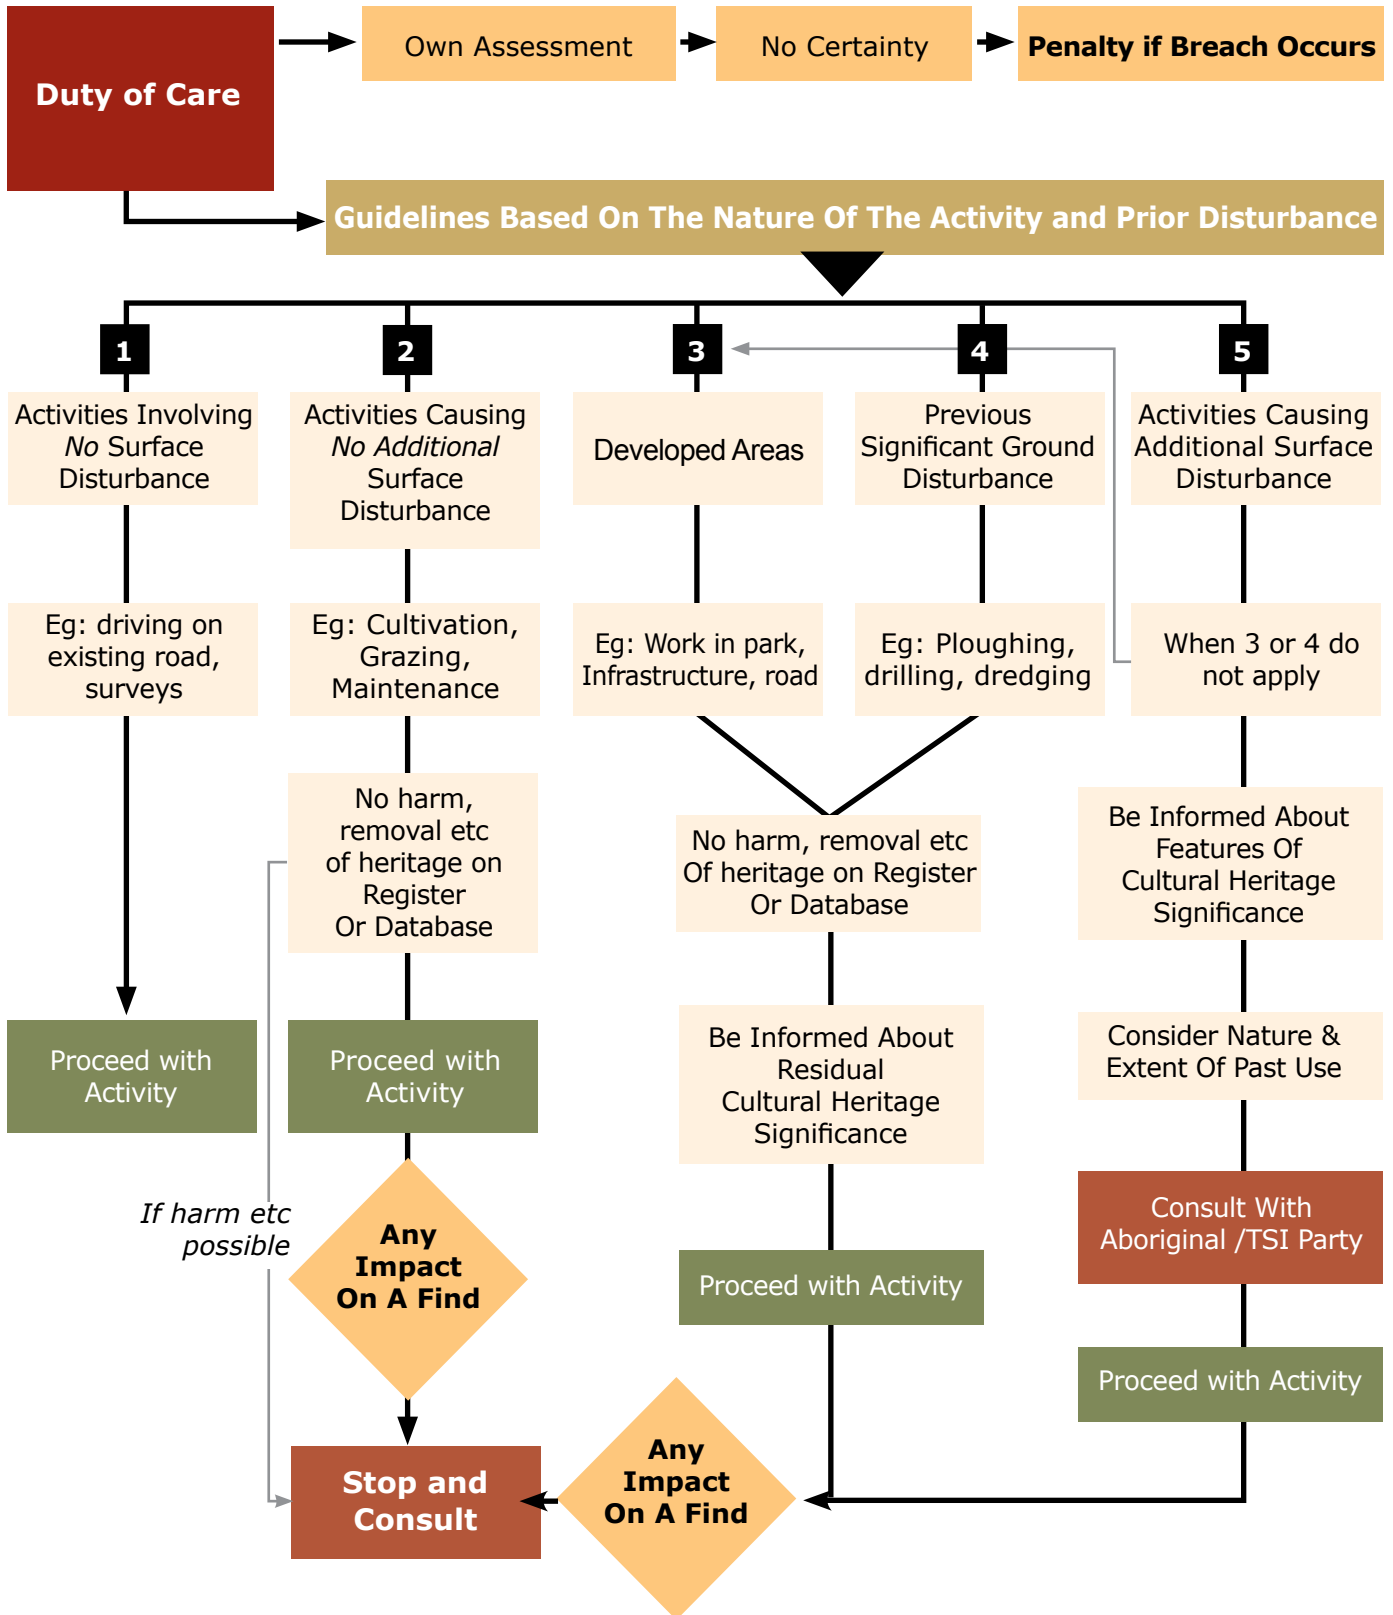 Duty of Care
Own Assessment
No Certainty
Penalty if Breach Occurs
Guidelines Based On The Nature Of The Activity and Prior Disturbance
1
2
3
4
5
Activities Involving
No Surface
Disturbance
Activities Causing
No Additional
Surface
Disturbance
Developed Areas
Previous
Significant Ground
Disturbance
Activities Causing
Additional Surface
Disturbance
Eg: driving on
existing road,
surveys
Eg: Cultivation,
Grazing,
Maintenance
Eg: Work in park,
Infrastructure, road
Eg: Ploughing,
drilling, dredging
When 3 or 4 do
not apply
No harm,
removal etc
of heritage on
Register
Or Database
No harm, removal etc
Of heritage on Register
Or Database
Be Informed About
Features Of
Cultural Heritage
Significance
Proceed with
Activity
Proceed with
Activity
Be Informed About
Residual
Cultural Heritage
Significance
Consider Nature &
Extent Of Past Use
If harm etc
possible
Any
Impact
On A Find
Proceed with Activity
Consult With
Aboriginal /TSI Party
Proceed with Activity
Stop and
Consult
Any
Impact
On A Find